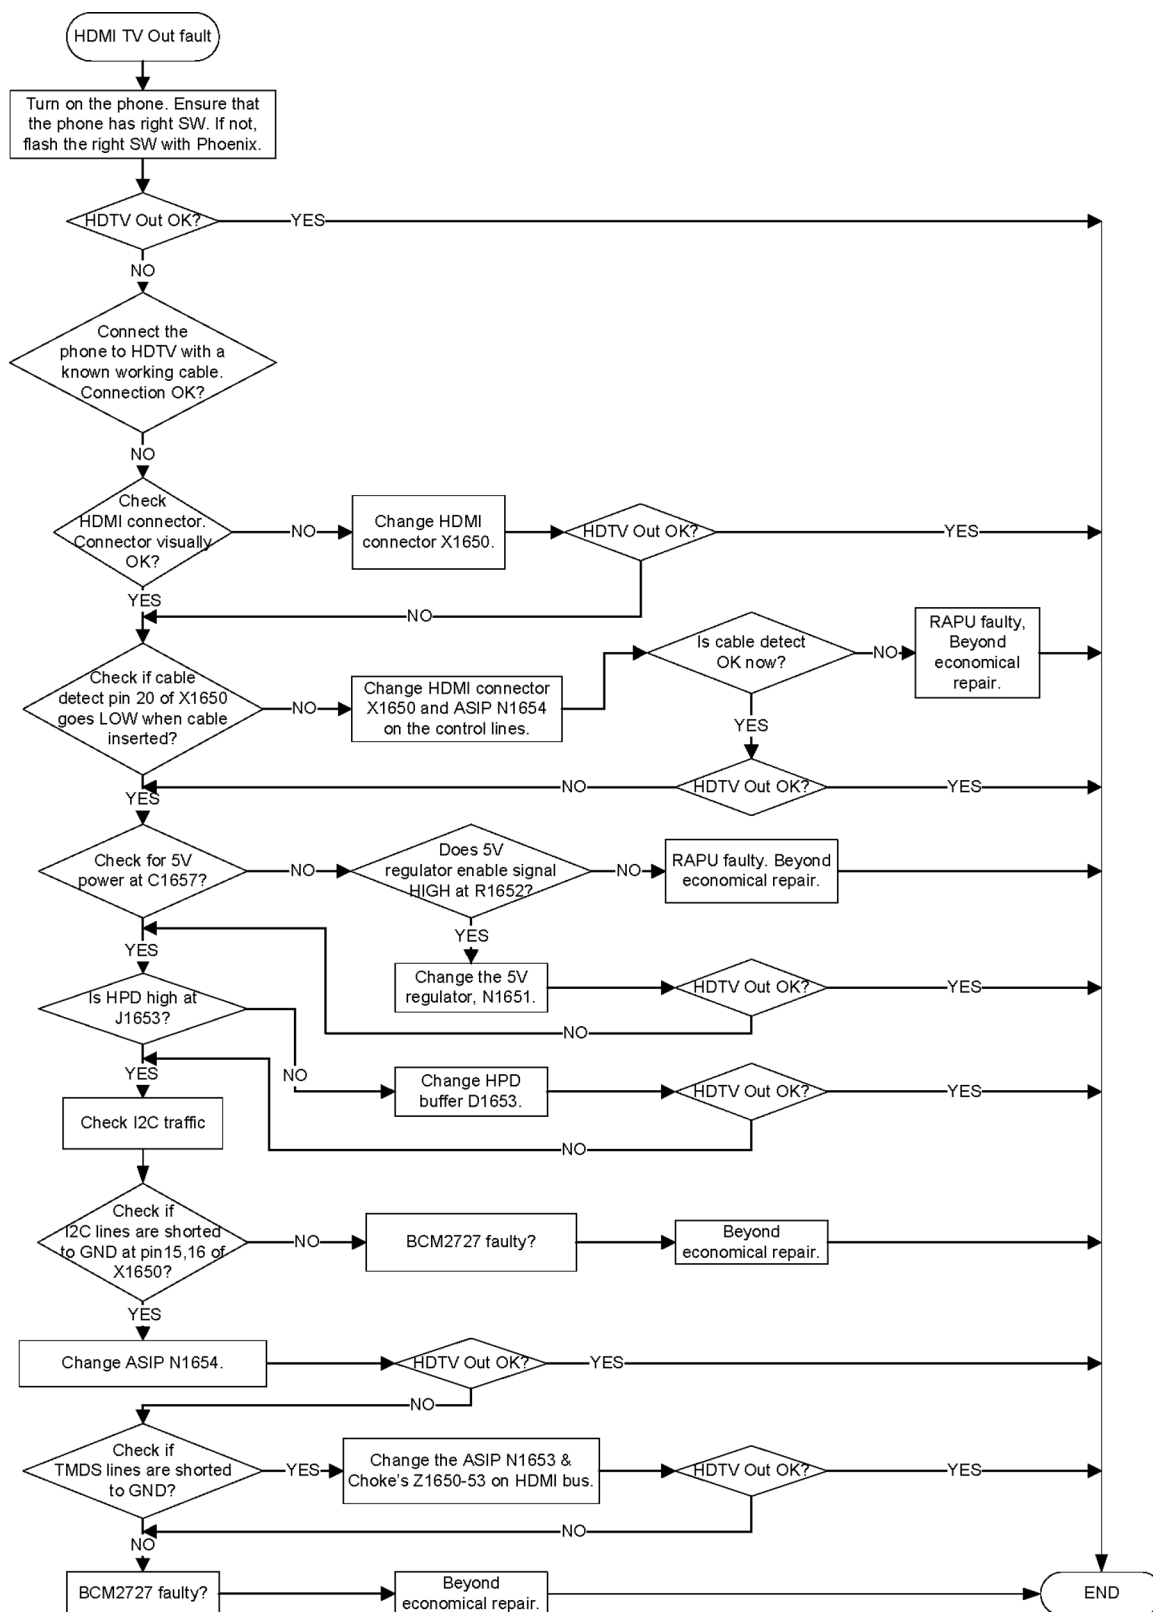 HDMI TV Out fault
Turn on the phone. Ensure that
the phone has right SW. If not,
flash the right SW with Phoenix.
HDTV Out OK?
YES
NO
Connect the
phone to HDTV with a
known working cable.
Connection OK?
NO
Check
HDMI connector.
Connector visually
OK?
NO
Change HDMI
connector X1650.
HDTV Out OK?
YES
YES
NO
Check if cable
detect pin 20 of X1650
goes LOW when cable
inserted?
NO
Change HDMI connector
X1650 and ASIP N1654
on the control lines.
Is cable detect
OK now?
NO
RAPU faulty,
Beyond
economical
repair.
YES
HDTV Out OK?
YES
NO
YES
Check for 5V
power at C1657?
NO
Does 5V
regulator enable signal
HIGH at R1652?
NO
RAPU faulty. Beyond
economical repair.
YES
YES
Change the 5V
regulator, N1651.
HDTV Out OK?
YES
NO
Is HPD high at
J1653?
NO
YES
Change HPD
buffer D1653.
HDTV Out OK?
YES
NO
Check I2C traffic
Check if
I2C lines are shorted
to GND at pin15,16 of
X1650?
NO
BCM2727 faulty?
Beyond
economical repair.
YES
Change ASIP N1654.
HDTV Out OK?
YES
NO
Check if
TMDS lines are shorted
to GND?
YES
Change the ASIP N1653 &
Choke's Z1650-53 on HDMI bus.
HDTV Out OK?
YES
NO
NO
BCM2727 faulty?
Beyond
economical repair.
END